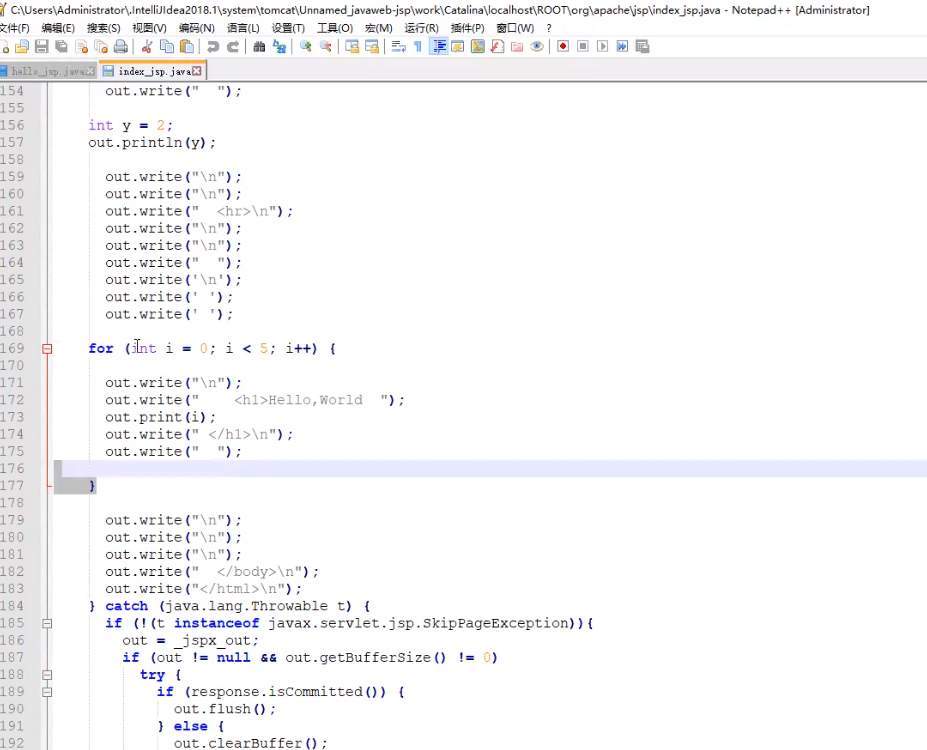 C:\Users\Administrator\.IntelliJIdea2018.1\system\tomcat\Unnamed_javaweb-jsp\work\Catalina\localhost\ROOT\org\apache\jsp\index_jsp.java - Notepad++ [Administrator]
文件(F) 编辑(E) 搜索(S) 视图(V) 编码(N) 语言(L) 设置(T) 工具(O) 宏(M) 运行(R) 插件(P) 窗口(W) ?
hello_jsp.java index_jsp.java
154 out.write("  ");
155
156 int y = 2;
157 out.println(y);
158
159 out.write("\n");
160 out.write("\n");
161 out.write("  <hr>\n");
162 out.write("\n");
163 out.write("\n");
164 out.write("  ");
165 out.write('\n');
166 out.write(' ');
167 out.write(' ');
168
169 for (int i = 0; i < 5; i++) {
170
171 out.write("\n");
172 out.write("    <h1>Hello,World  ");
173 out.print(i);
174 out.write(" </h1>\n");
175 out.write("  ");
176
177 }
178
179 out.write("\n");
180 out.write("\n");
181 out.write("\n");
182 out.write("  </body>\n");
183 out.write("</html>\n");
184 } catch (java.lang.Throwable t) {
185 if (!(t instanceof javax.servlet.jsp.SkipPageException)){
186 out = _jspx_out;
187 if (out != null && out.getBufferSize() != 0)
188 try {
189 if (response.isCommitted()) {
190 out.flush();
191 } else {
192 out.clearBuffer();